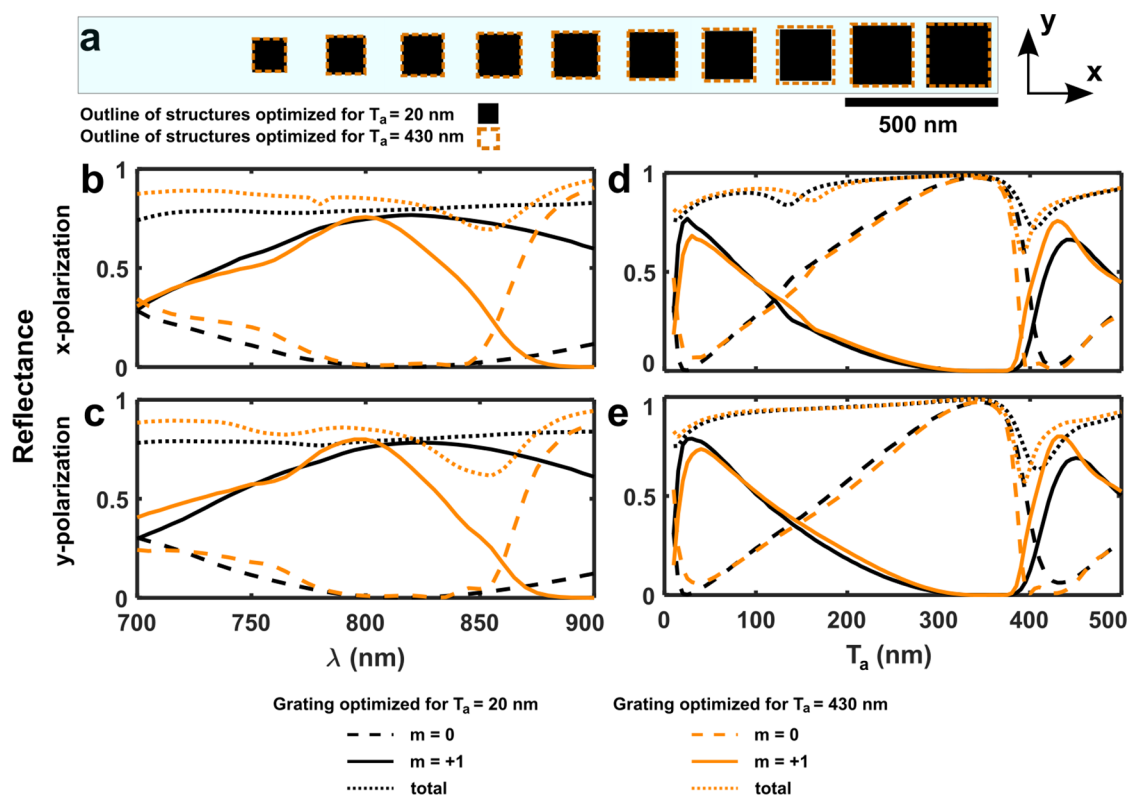 a
y
x
Outline of structures optimized for Ta = 20 nm
Outline of structures optimized for Ta = 430 nm
500 nm
Reflectance
x-polarization
b
1
0.5
0
d
1
0.5
0
y-polarization
c
1
0.5
0
700 750 800 850 900
λ (nm)
e
1
0.5
0
0 100 200 300 400 500
Ta (nm)
Grating optimized for Ta = 20 nm
m = 0
m = +1
total
Grating optimized for Ta = 430 nm
m = 0
m = +1
total